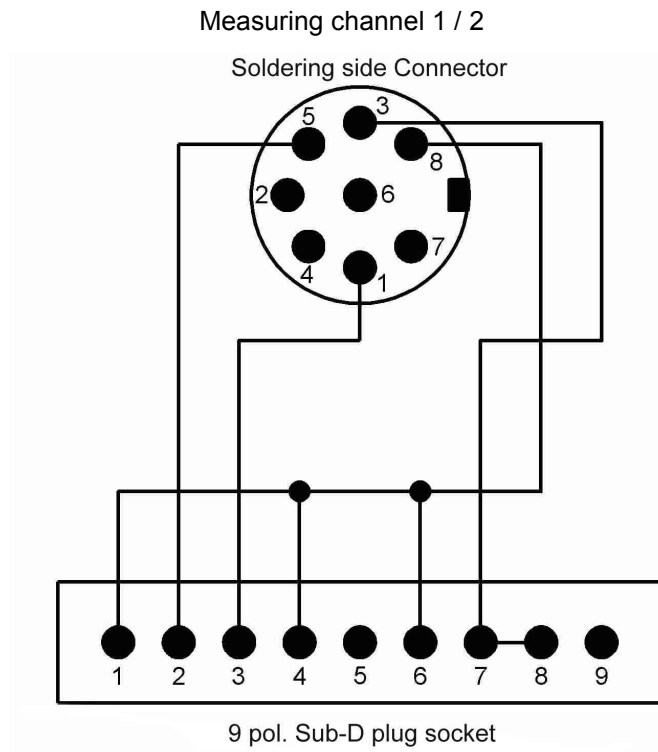 Measuring channel 1 / 2
Soldering side Connector
3
5
8
2
6
7
4
1
1 2 3 4 5 6 7 8 9
9 pol. Sub-D plug socket